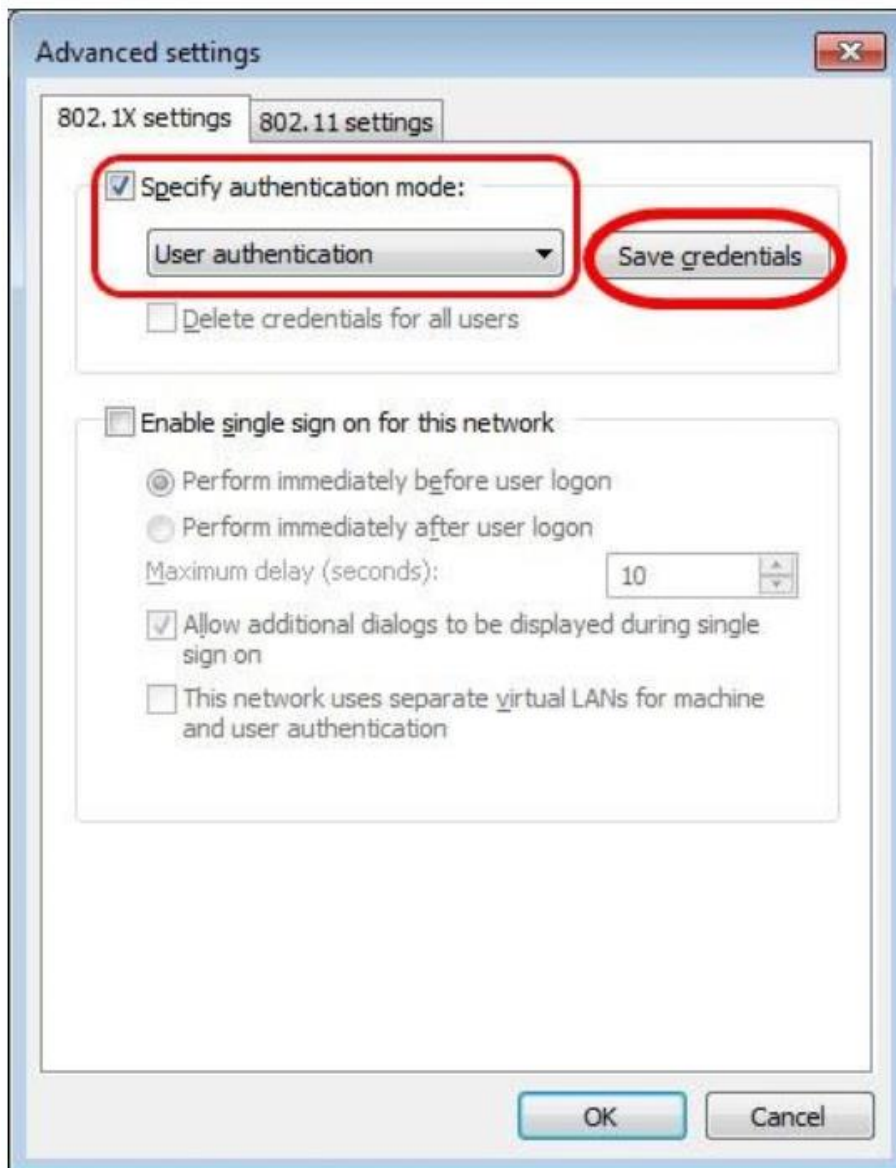 Advanced settings
802.1X settings
802.11 settings
Specify authentication mode:
User authentication
Save credentials
Delete credentials for all users
Enable single sign on for this network
Perform immediately before user logon
Perform immediately after user logon
Maximum delay (seconds):
10
Allow additional dialogs to be displayed during single
sign on
This network uses separate virtual LANs for machine
and user authentication
OK
Cancel